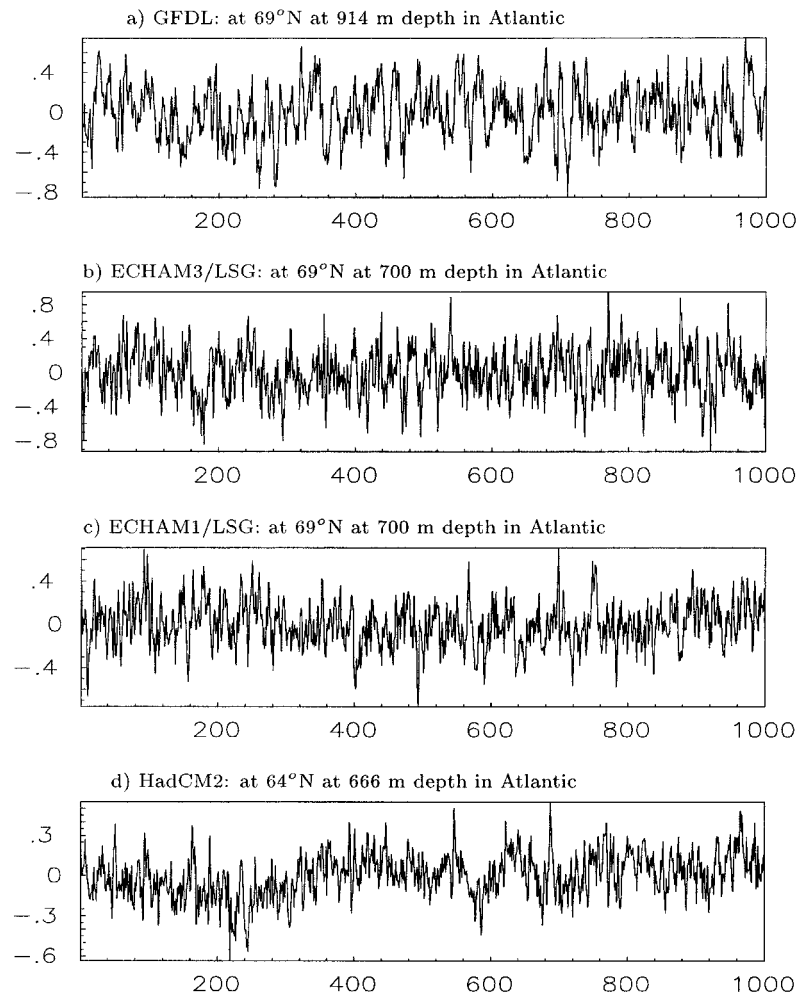 a) GFDL: at 69°N at 914 m depth in Atlantic
.4
0
−.4
−.8
200 400 600 800 1000
b) ECHAM3/LSG: at 69°N at 700 m depth in Atlantic
.8
.4
0
−.4
−.8
200 400 600 800 1000
c) ECHAM1/LSG: at 69°N at 700 m depth in Atlantic
.4
0
−.4
200 400 600 800 1000
d) HadCM2: at 64°N at 666 m depth in Atlantic
.3
0
−.3
−.6
200 400 600 800 1000